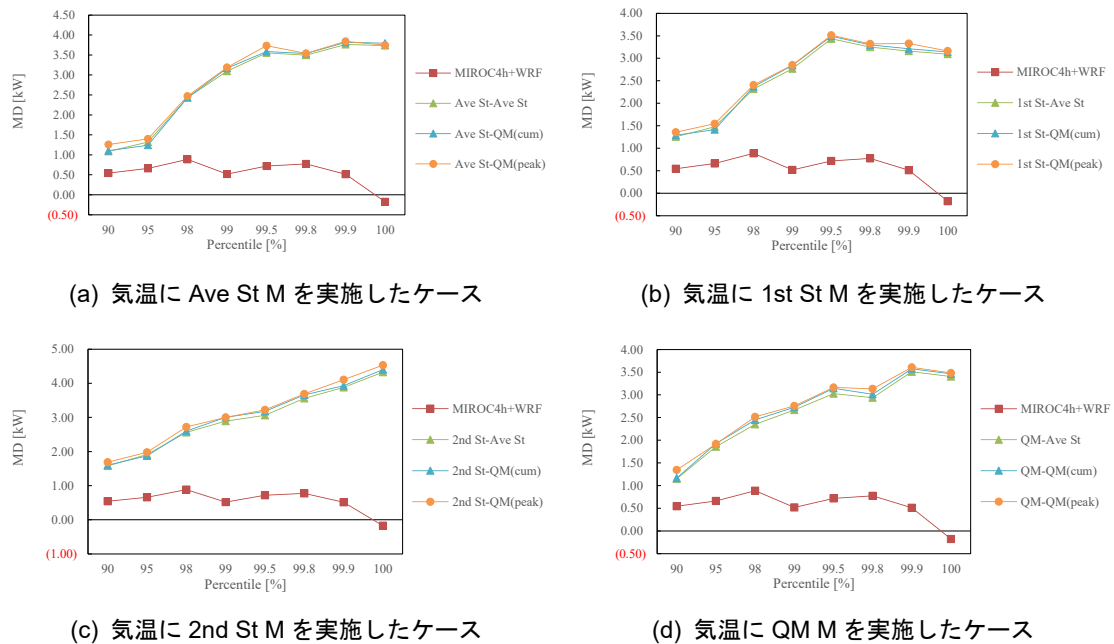 4.50
4.00
3.50
3.00
2.50
2.00
1.50
1.00
0.50
0.00
(0.50)
MD [kW]
90 95 98 99 99.5 99.8 99.9 100
Percentile [%]
MIROC4h+WRF
Ave St-Ave St
Ave St-QM(cum)
Ave St-QM(peak)
(a) 気温に Ave St M を実施したケース
4.00
3.50
3.00
2.50
2.00
1.50
1.00
0.50
0.00
(0.50)
MD [kW]
90 95 98 99 99.5 99.8 99.9 100
Percentile [%]
MIROC4h+WRF
1st St-Ave St
1st St-QM(cum)
1st St-QM(peak)
(b) 気温に 1st St M を実施したケース
5.00
4.00
3.00
2.00
1.00
0.00
(1.00)
MD [kW]
90 95 98 99 99.5 99.8 99.9 100
Percentile [%]
MIROC4h+WRF
2nd St-Ave St
2nd St-QM(cum)
2nd St-QM(peak)
(c) 気温に 2nd St M を実施したケース
4.00
3.50
3.00
2.50
2.00
1.50
1.00
0.50
0.00
(0.50)
MD [kW]
90 95 98 99 99.5 99.8 99.9 100
Percentile [%]
MIROC4h+WRF
QM-Ave St
QM-QM(cum)
QM-QM(peak)
(d) 気温に QM M を実施したケース